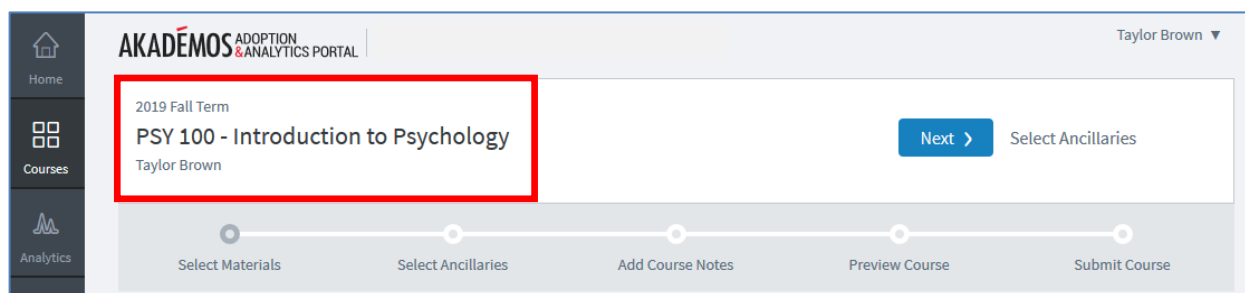 Home
Courses
Analytics
AKADÉMOS ADOPTION
& ANALYTICS PORTAL
Taylor Brown ▼
2019 Fall Term
PSY 100 - Introduction to Psychology
Taylor Brown
Next
Select Ancillaries
Select Materials
Select Ancillaries
Add Course Notes
Preview Course
Submit Course